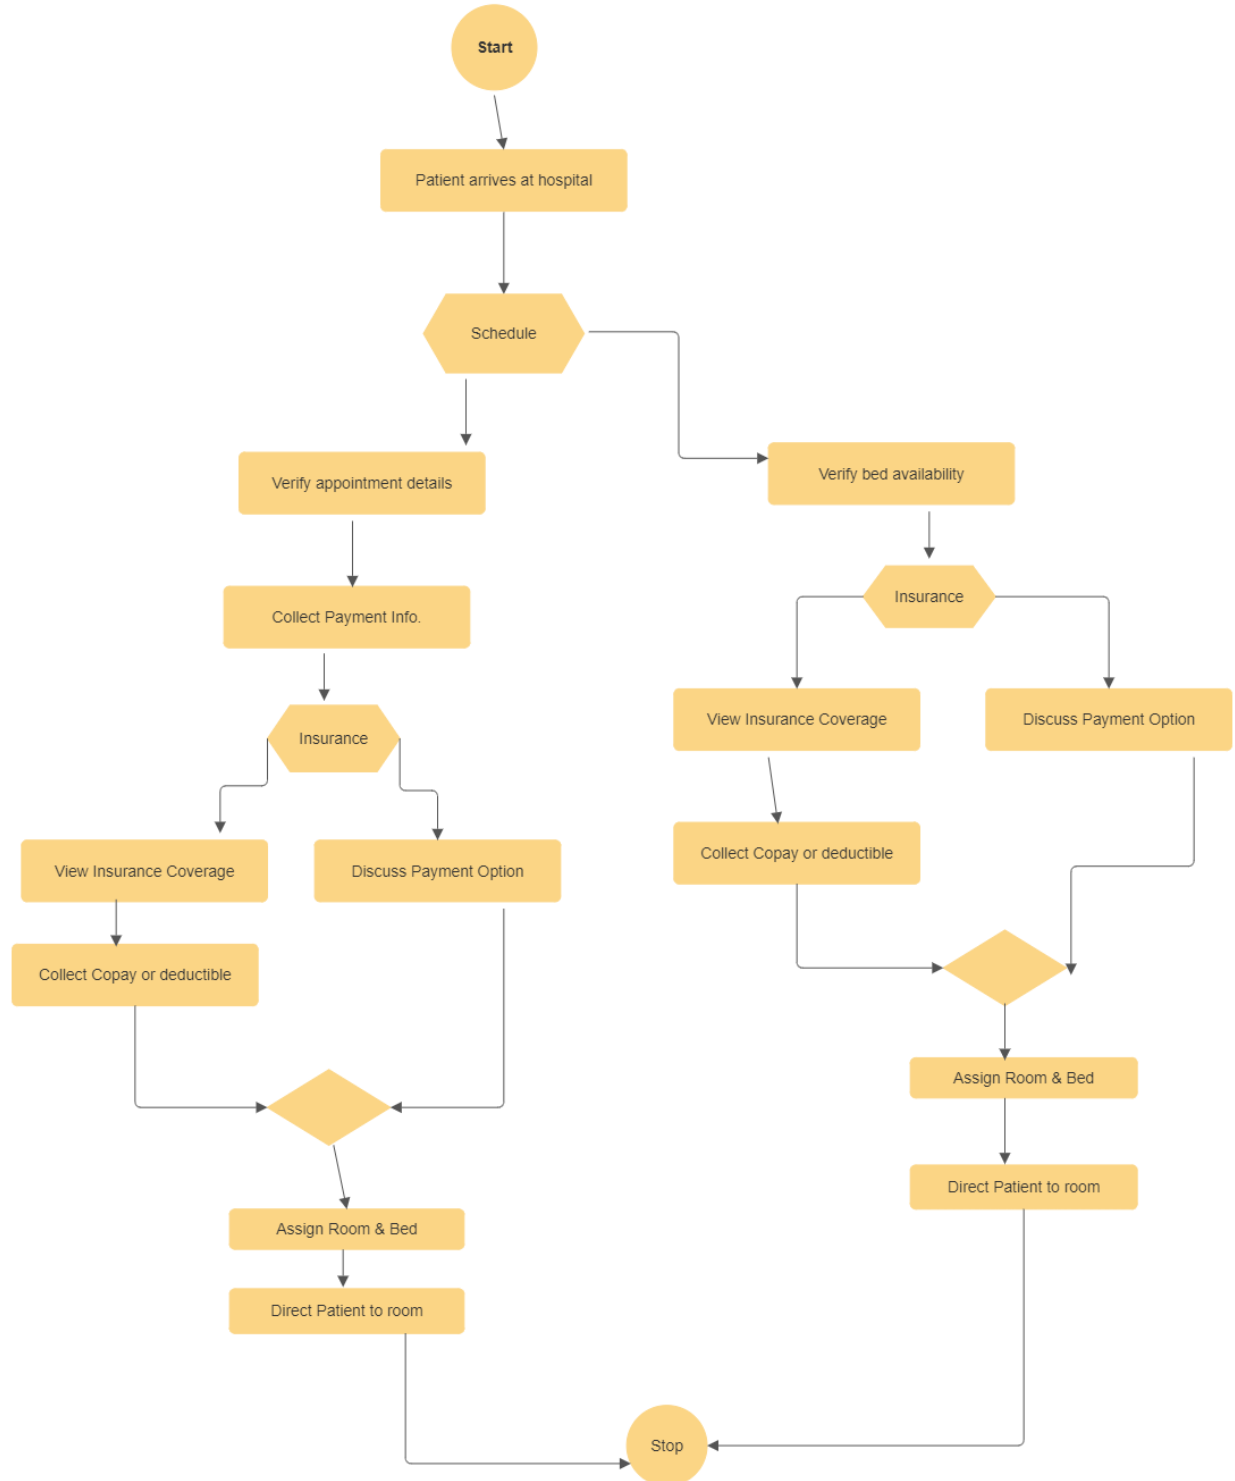 Start
Patient arrives at hospital
Schedule
Verify appointment details
Verify bed availability
Collect Payment Info.
Insurance
Insurance
View Insurance Coverage
Discuss Payment Option
View Insurance Coverage
Discuss Payment Option
Collect Copay or deductible
Collect Copay or deductible
Assign Room & Bed
Direct Patient to room
Assign Room & Bed
Direct Patient to room
Stop